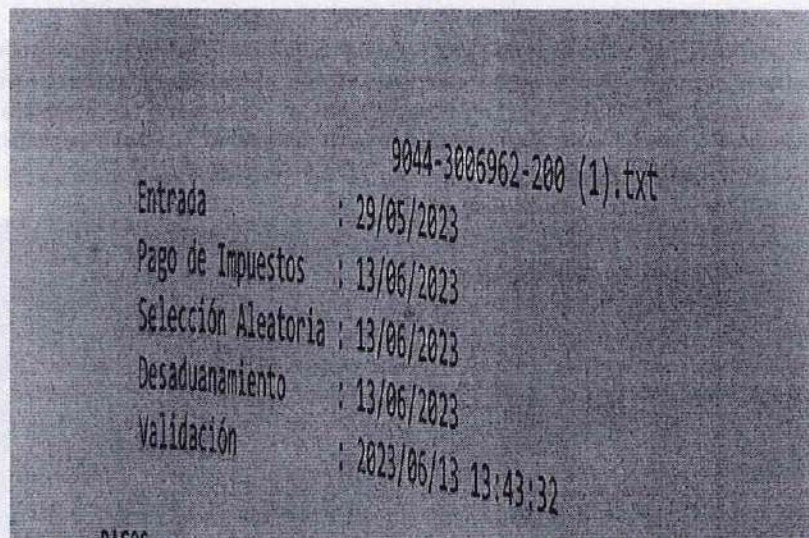 9044-3006962-200 (1).txt
Entrada : 29/05/2023
Pago de Impuestos : 13/06/2023
Selección Aleatoria : 13/06/2023
Desaduanamiento : 13/06/2023
Validación : 2023/06/13 13:43:32